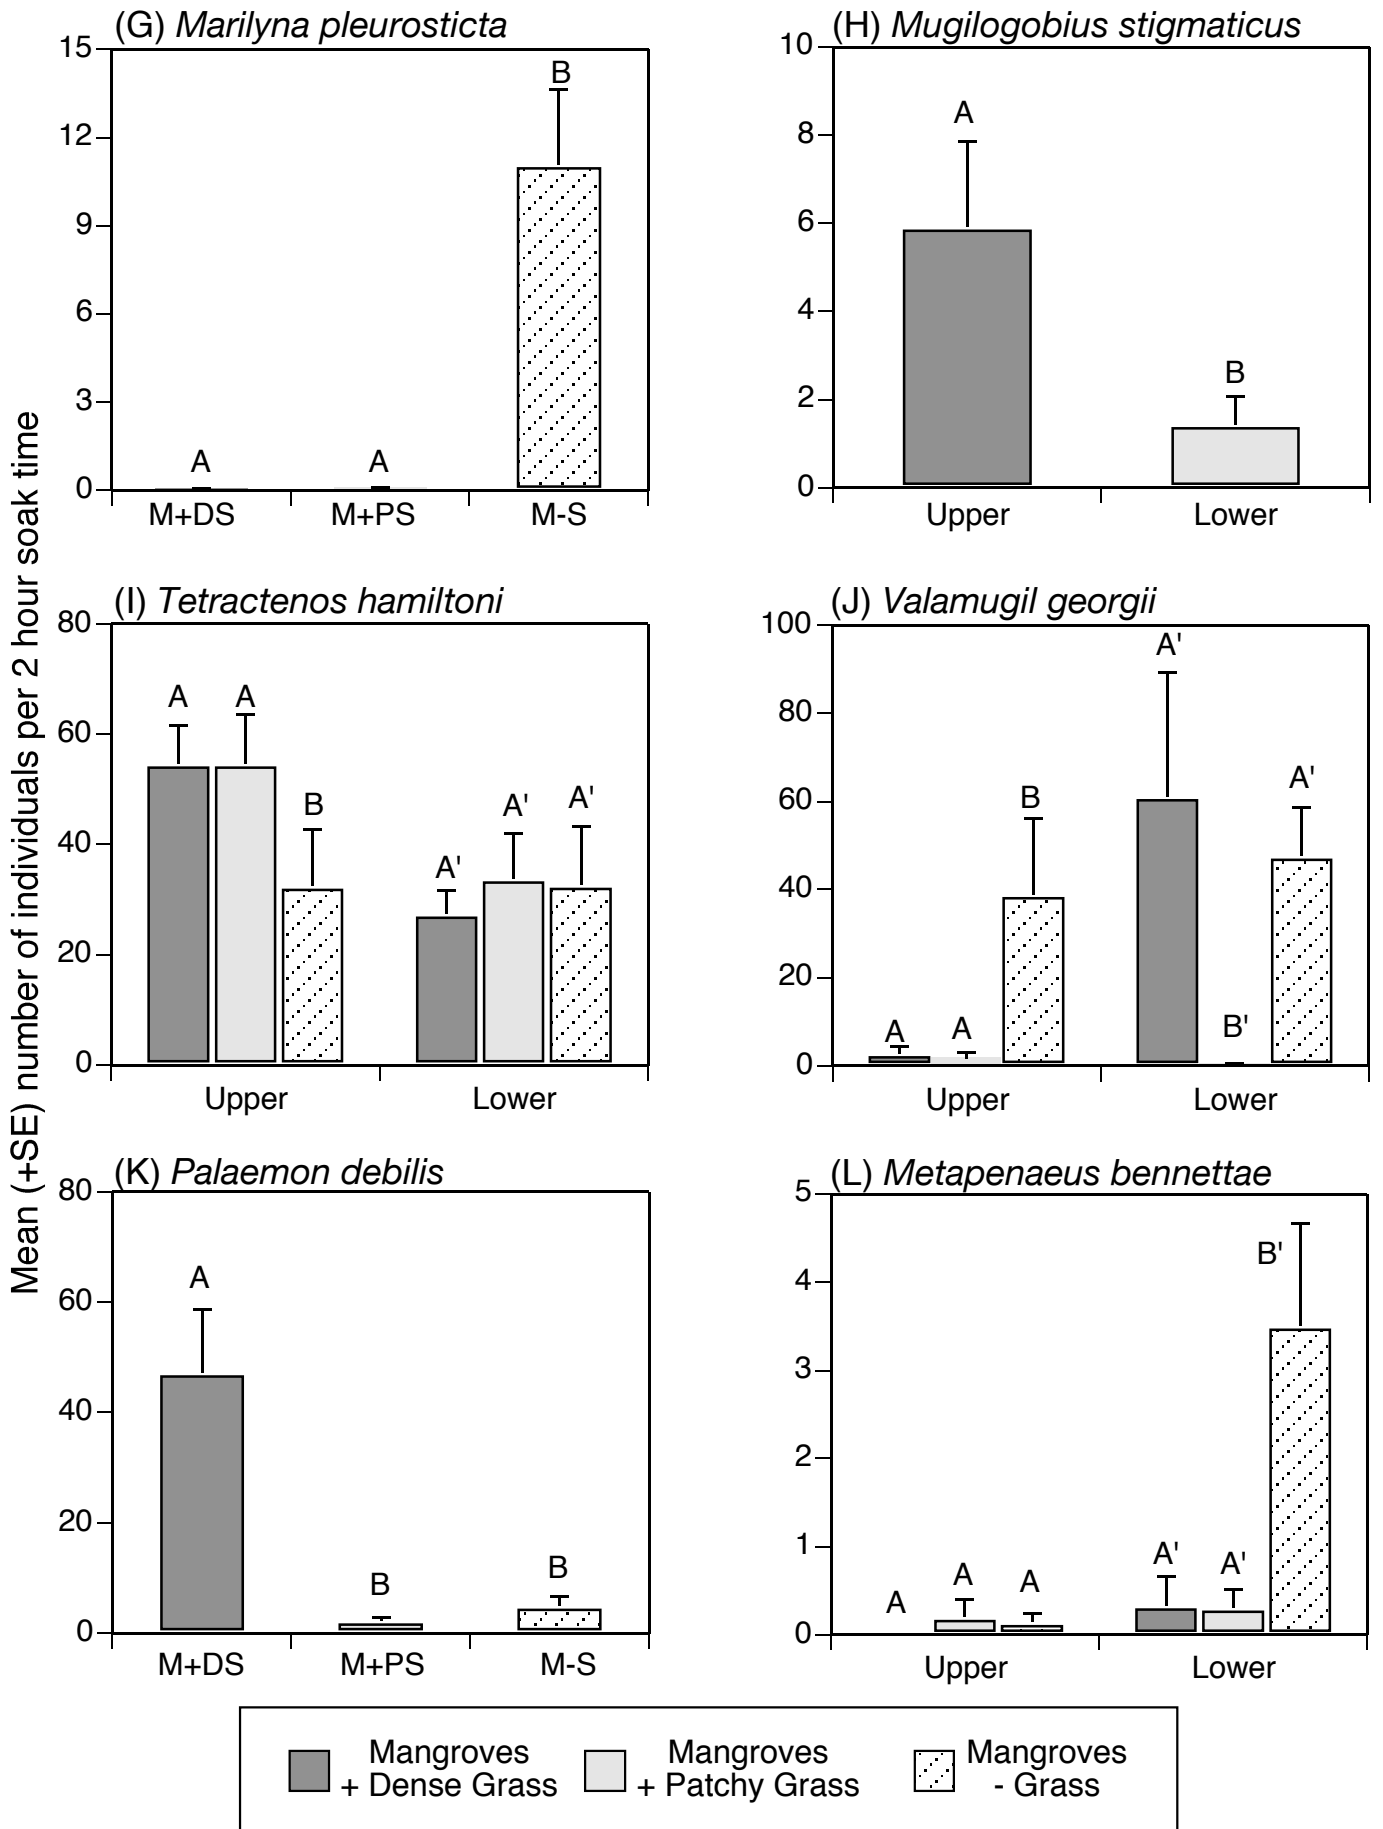 Mean (+SE) number of individuals per 2 hour soak time
(G) Marilyna pleurosticta
15
12
9
6
3
0
A
A
B
M+DS
M+PS
M-S
(H) Mugilogobius stigmaticus
10
8
6
4
2
0
A
B
Upper
Lower
(I) Tetractenos hamiltoni
80
60
40
20
0
A
A
B
A'
A'
A'
Upper
Lower
(J) Valamugil georgii
100
80
60
40
20
0
A
A
B
A'
B'
A'
Upper
Lower
(K) Palaemon debilis
80
60
40
20
0
A
B
B
M+DS
M+PS
M-S
(L) Metapenaeus bennettae
5
4
3
2
1
0
A
A
A
A'
A'
B'
Upper
Lower
Mangroves
+ Dense Grass
Mangroves
+ Patchy Grass
Mangroves
- Grass